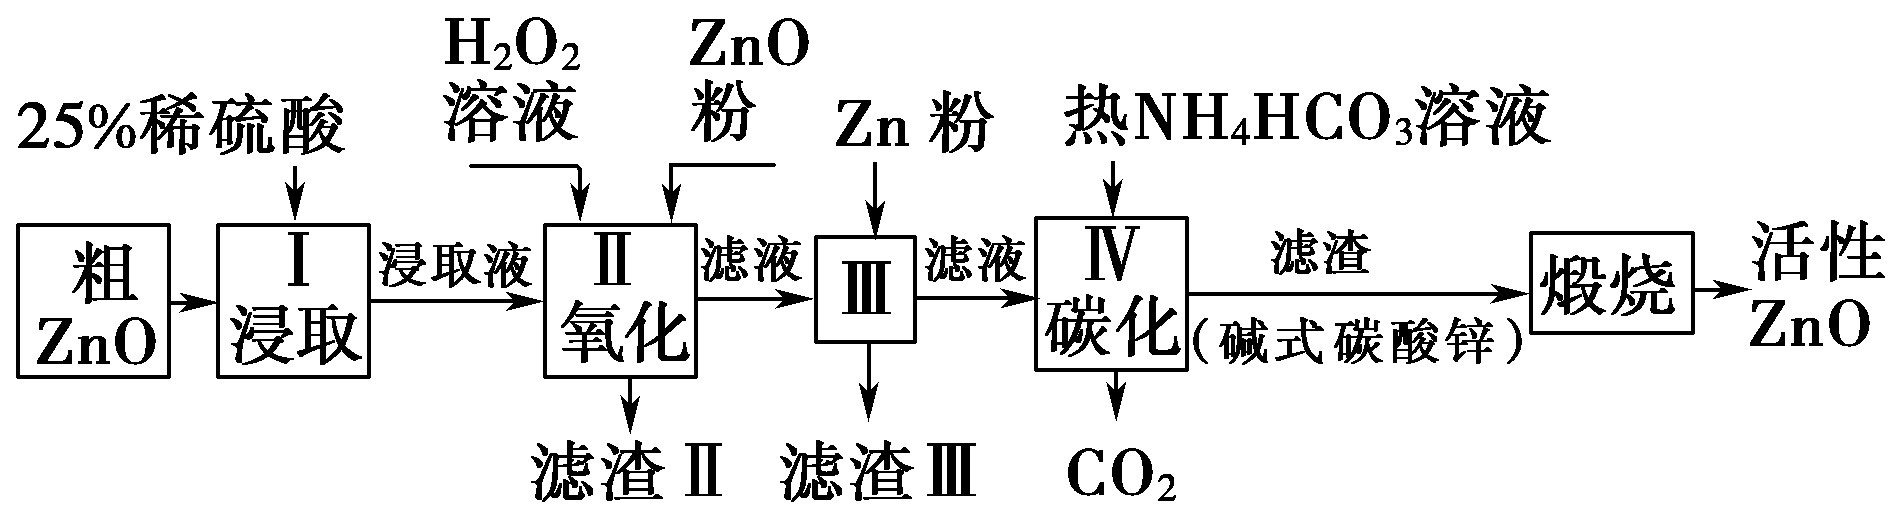 25%稀硫酸
H₂O₂
溶液
ZnO
粉
Zn粉
热NH₄HCO₃溶液
粗
ZnO
Ⅰ
浸取
浸取液
Ⅱ
氧化
滤液
Ⅲ
滤液
Ⅳ
碳化
滤渣
(碱式碳酸锌)
煅烧
活性
ZnO
滤渣Ⅱ
滤渣Ⅲ
CO₂